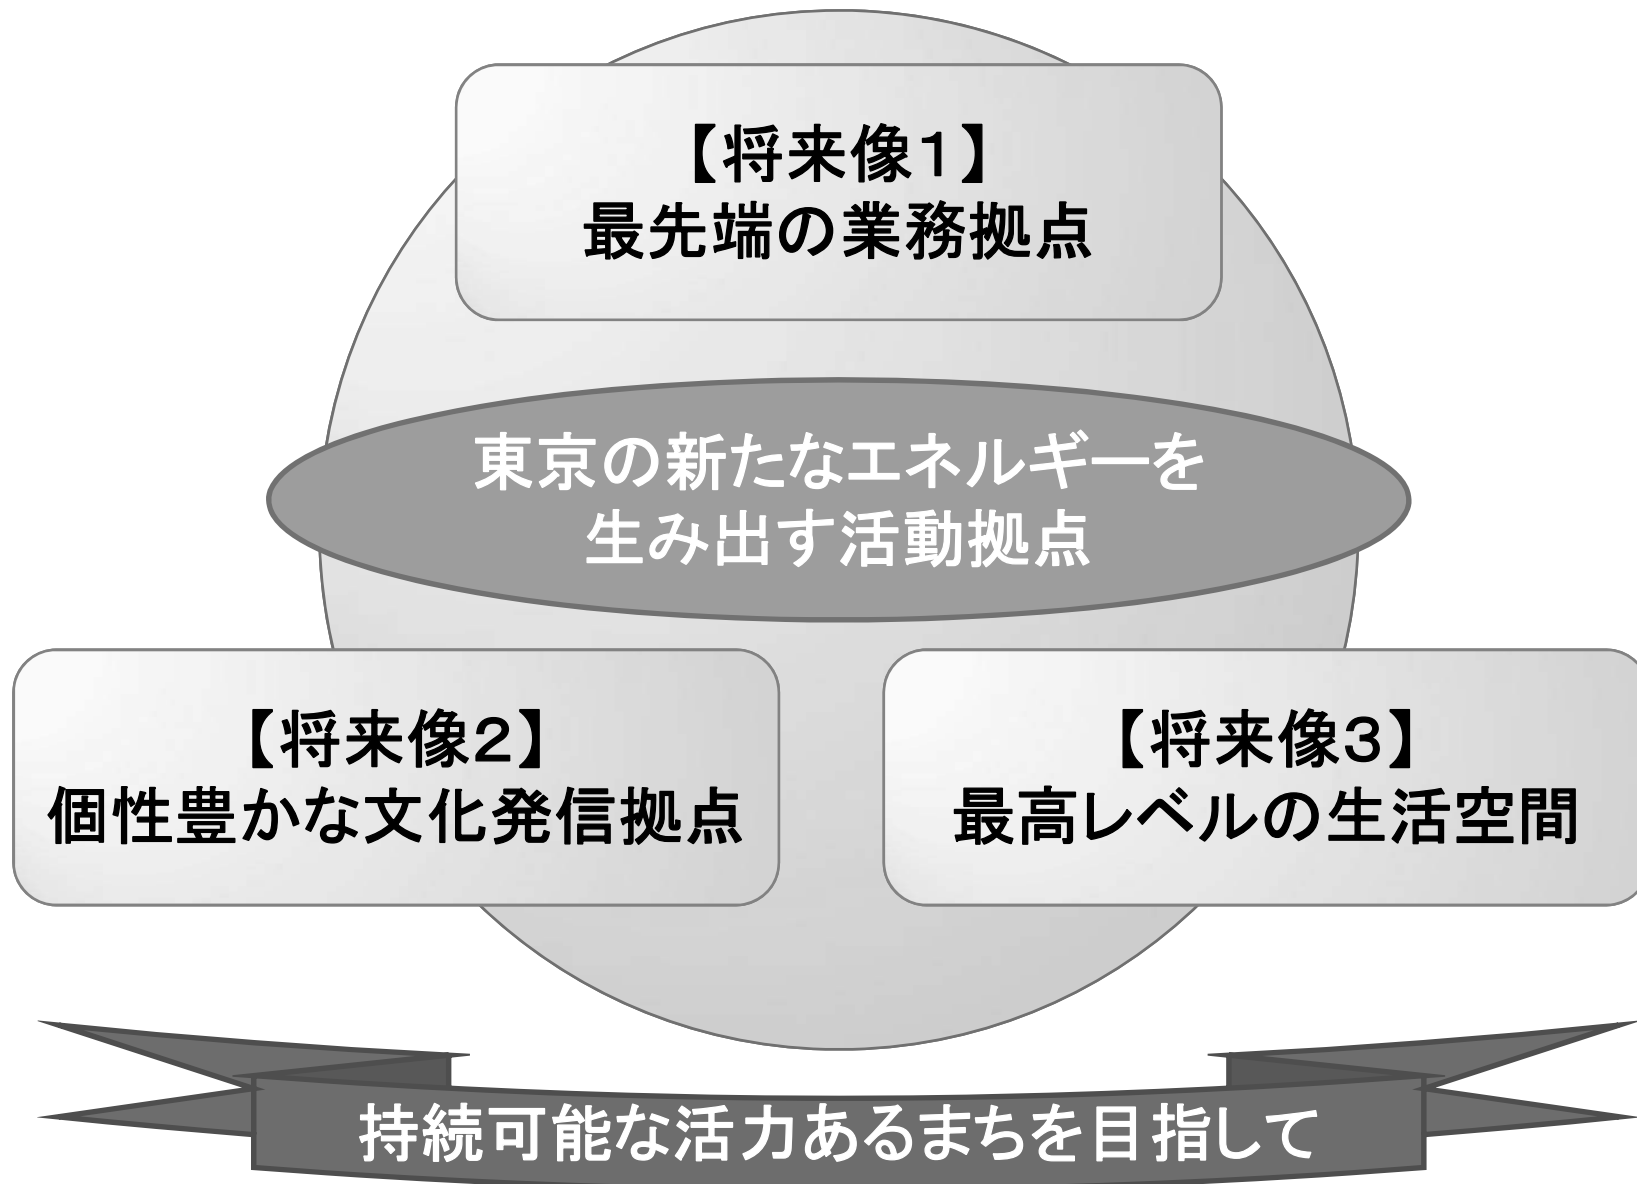 【将来像1】
最先端の業務拠点
東京の新たなエネルギーを
生み出す活動拠点
【将来像2】
個性豊かな文化発信拠点
【将来像3】
最高レベルの生活空間
持続可能な活力あるまちを目指して